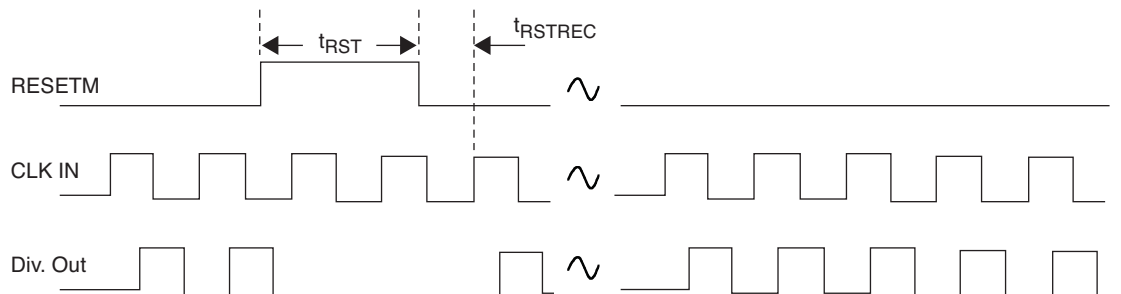 tRST
tRSTREC
RESETM
CLK IN
Div. Out